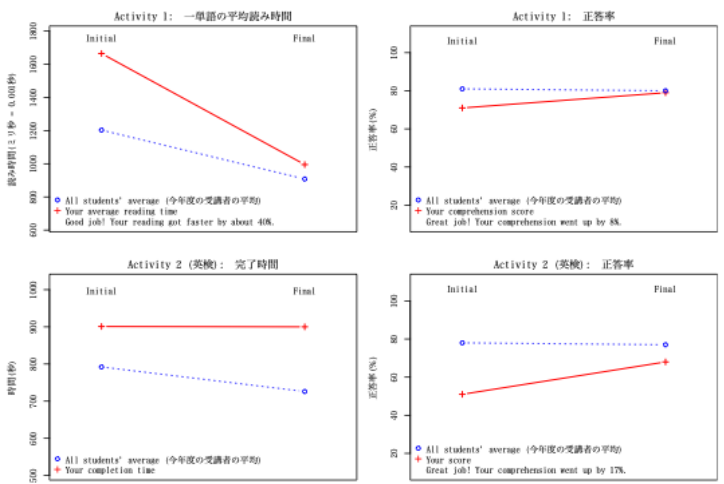 Activity 1: 一単語の平均読み時間
読み時間(ミリ秒 = 0.001秒)
1800
1600
1400
1200
1000
800
600
Initial
Final
All students' average (今年度の受講者の平均)
Your average reading time
Good job! Your reading got faster by about 40%.
Activity 1: 正答率
正答率(%)
100
80
60
40
20
Initial
Final
All students' average (今年度の受講者の平均)
Your comprehension score
Great job! Your comprehension went up by 8%.
Activity 2 (英検): 完了時間
時間(秒)
1000
900
800
700
600
500
Initial
Final
All students' average (今年度の受講者の平均)
Your completion time
Activity 2 (英検): 正答率
正答率(%)
100
80
60
40
20
Initial
Final
All students' average (今年度の受講者の平均)
Your score
Great job! Your comprehension went up by 17%.